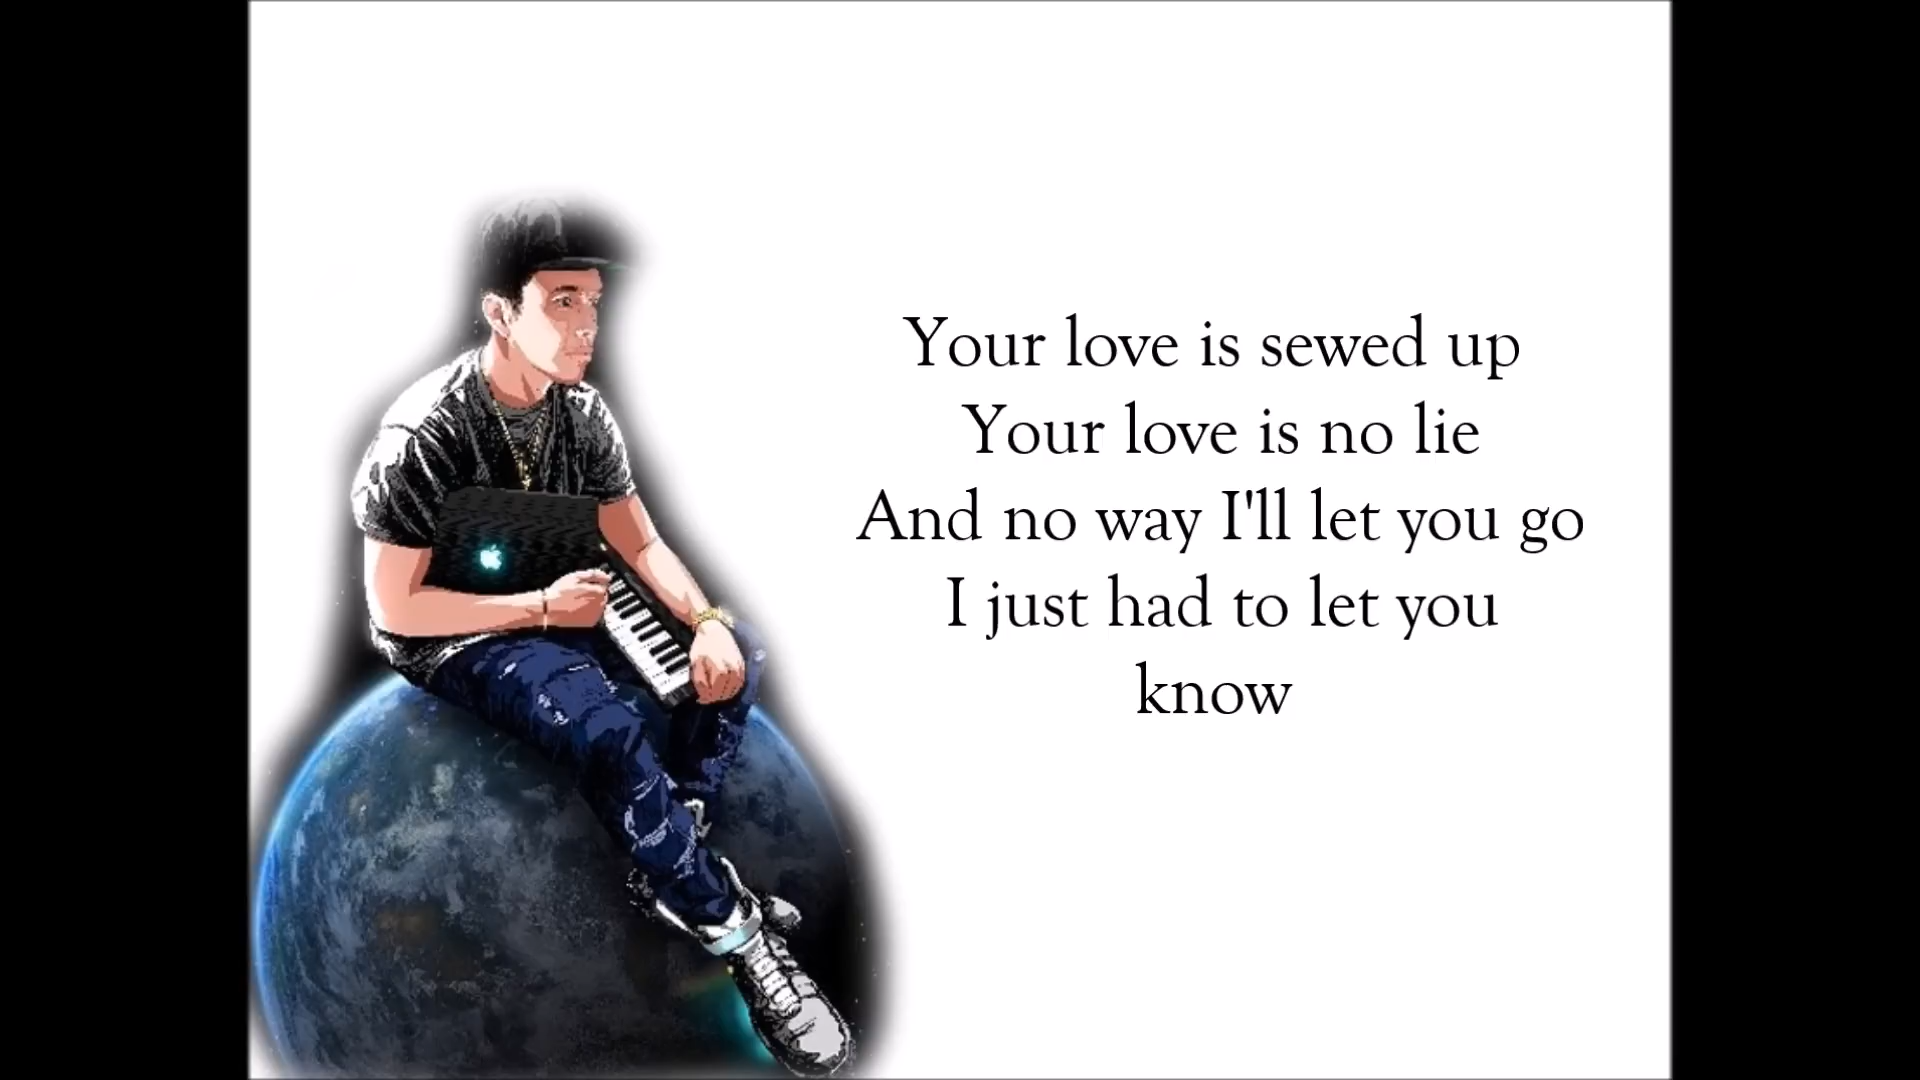 Your love is sewed up
Your love is no lie
And no way I'll let you go
I just had to let you
know